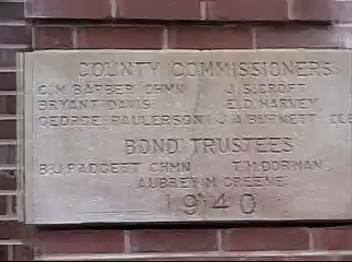 COUNTY COMMISSIONERS
C.M. BARBER CHMN J.S. CROFT
BRYANT DAVIS E.D. HARVEY
GEORGE PAULERSON J A BURNETT CLE
BOND TRUSTEES
B.J. PADGETT CHMN T.M. DORMAN
AUBREY M GREENE
1940